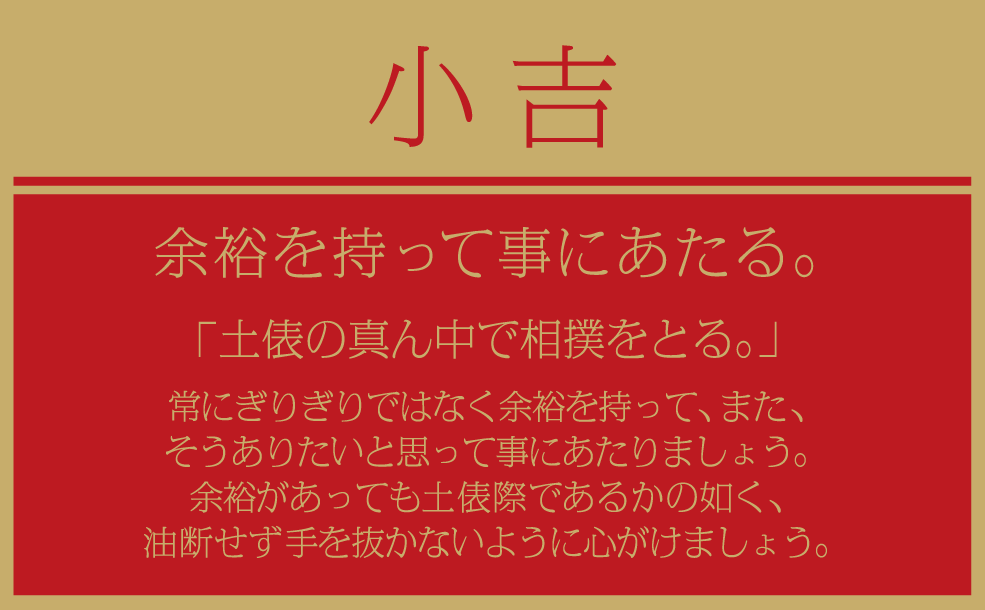 小吉
余裕を持って事にあたる。
「土俵の真ん中で相撲をとる。」
常にぎりぎりではなく余裕を持って、また、
そうありたいと思って事にあたりましょう。
余裕があっても土俵際であるかの如く、
油断せず手を抜かないように心がけましょう。